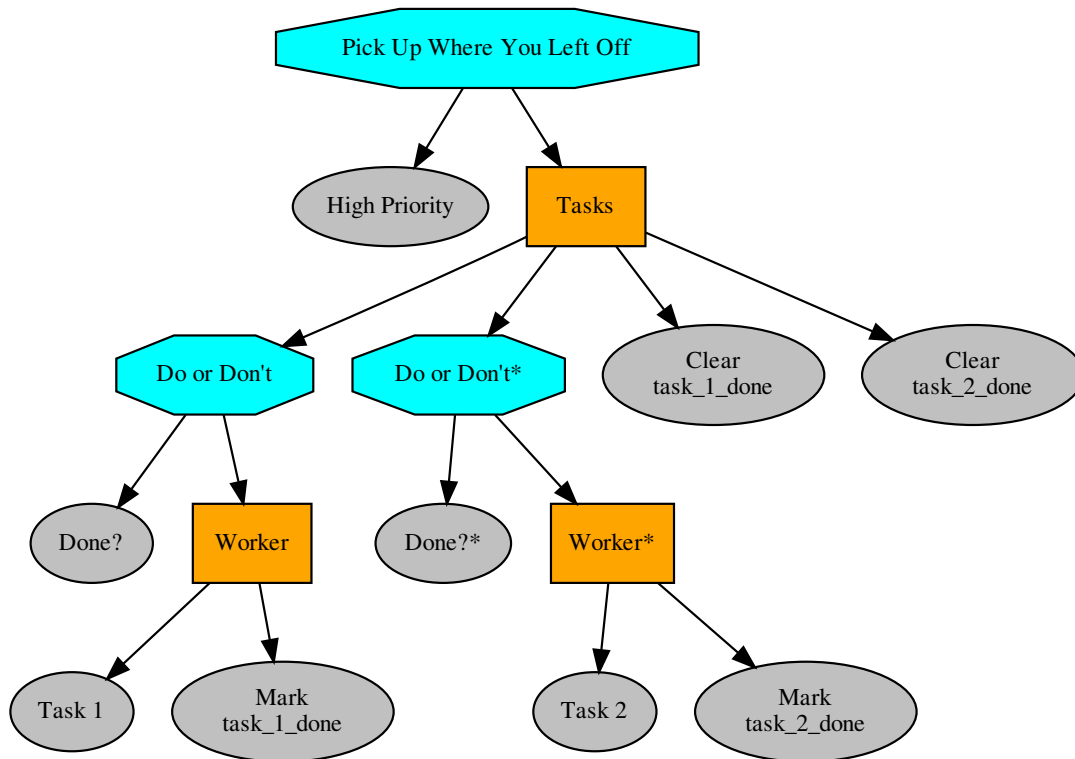 Pick Up Where You Left Off
High Priority
Tasks
Do or Don't
Do or Don't*
Clear
task_1_done
Clear
task_2_done
Done?
Worker
Done?*
Worker*
Task 1
Mark
task_1_done
Task 2
Mark
task_2_done